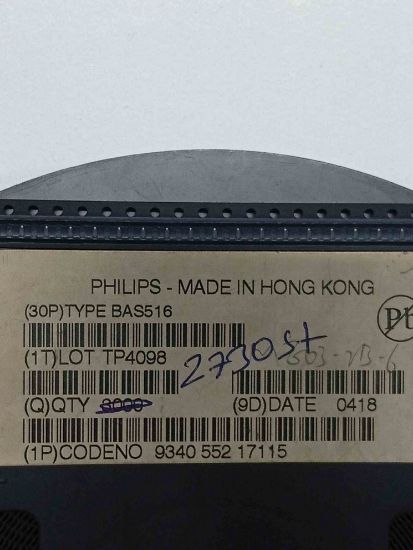 PHILIPS - MADE IN HONG KONG
(30P)TYPE BAS516
(1T)LOT TP4098
2730st
(Q)QTY 3000
(9D)DATE 0418
(1P)CODENO 9340 552 17115